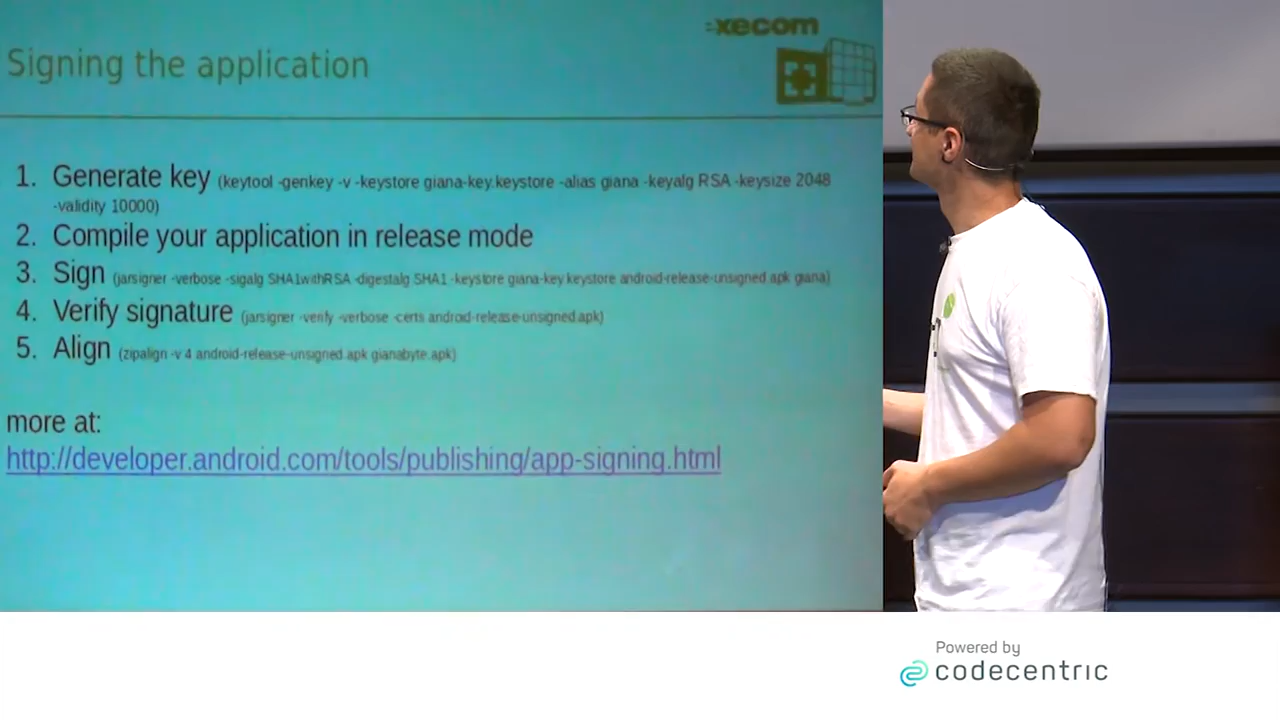 :xecom
Signing the application
1. Generate key (keytool -genkey -v -keystore giana-key.keystore -alias giana -keyalg RSA -keysize 2048
-validity 10000)
2. Compile your application in release mode
3. Sign (jarsigner -verbose -sigalg SHA1withRSA -digestalg SHA1 -keystore giana-key.keystore android-release-unsigned.apk giana)
4. Verify signature (jarsigner -verify -verbose -certs android-release-unsigned.apk)
5. Align (zipalign -v 4 android-release-unsigned.apk gianabyte.apk)
more at:
http://developer.android.com/tools/publishing/app-signing.html
Powered by
codecentric